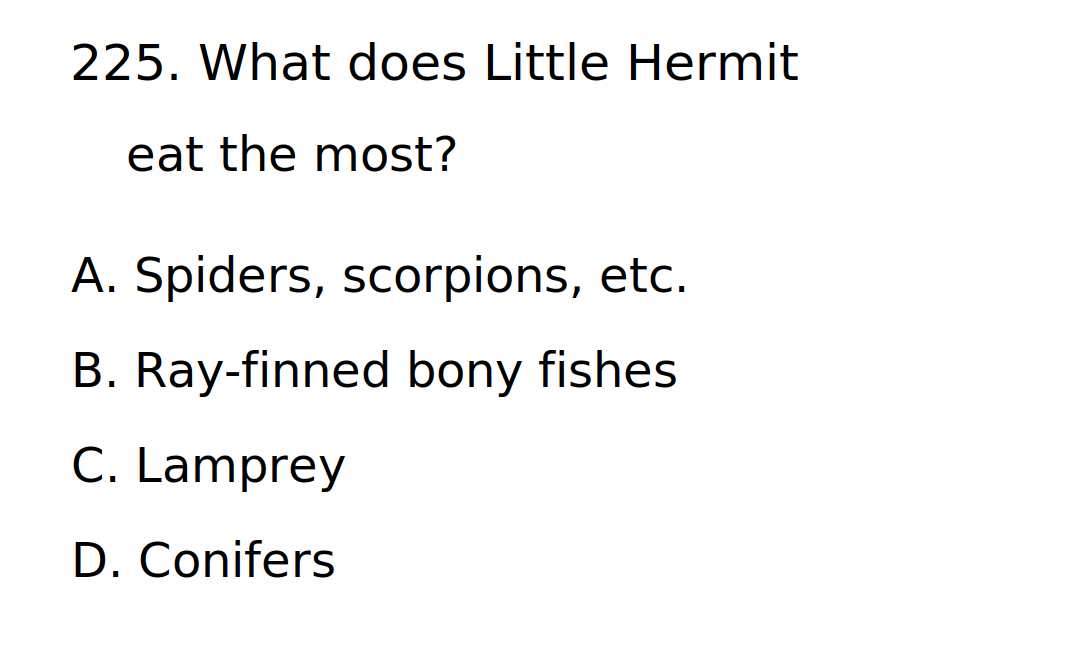 225. What does Little Hermit
eat the most?
A. Spiders, scorpions, etc.
B. Ray-finned bony fishes
C. Lamprey
D. Conifers